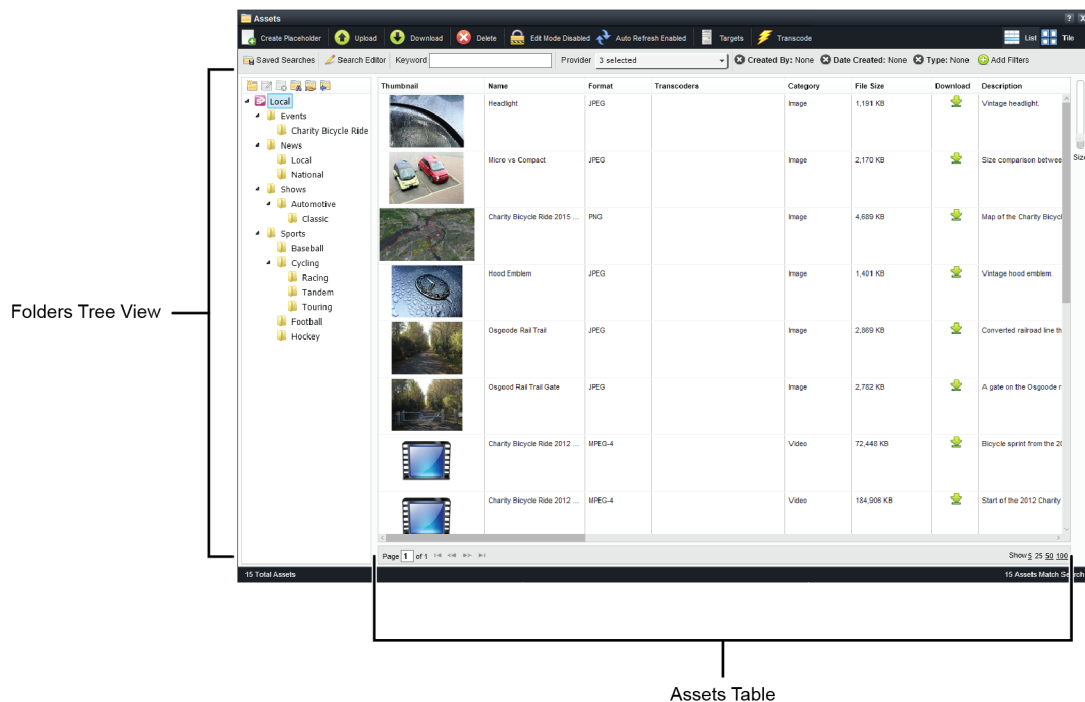 Assets
? X
Create Placeholder Upload Download Delete Edit Mode Disabled Auto Refresh Enabled Targets Transcode List Tile
Saved Searches Search Editor Keyword Provider 3 selected Created By: None Date Created: None Type: None Add Filters
Thumbnail Name Format Transcoders Category File Size Download Description
Local
Events
Charity Bicycle Ride
News
Local
National
Shows
Automotive
Classic
Sports
Baseball
Cycling
Racing
Tandem
Touring
Football
Hockey
Headlight JPEG Image 1,191 KB Vintage headlight.
Micro vs Compact JPEG Image 2,170 KB Size comparison betwee
Size
Charity Bicycle Ride 2015 ... PNG Image 4,689 KB Map of the Charity Bicycl
Hood Emblem JPEG Image 1,401 KB Vintage hood emblem.
Osgoode Rail Trail JPEG Image 2,869 KB Converted railroad line th
Osgood Rail Trail Gate JPEG Image 2,782 KB A gate on the Osgoode r
Charity Bicycle Ride 2012 ... MPEG-4 Video 72,448 KB Bicycle sprint from the 20
Charity Bicycle Ride 2012 ... MPEG-4 Video 184,906 KB Start of the 2012 Charity
Page 1 of 1 Show 5 25 50 100
15 Total Assets 15 Assets Match Search
Folders Tree View
Assets Table